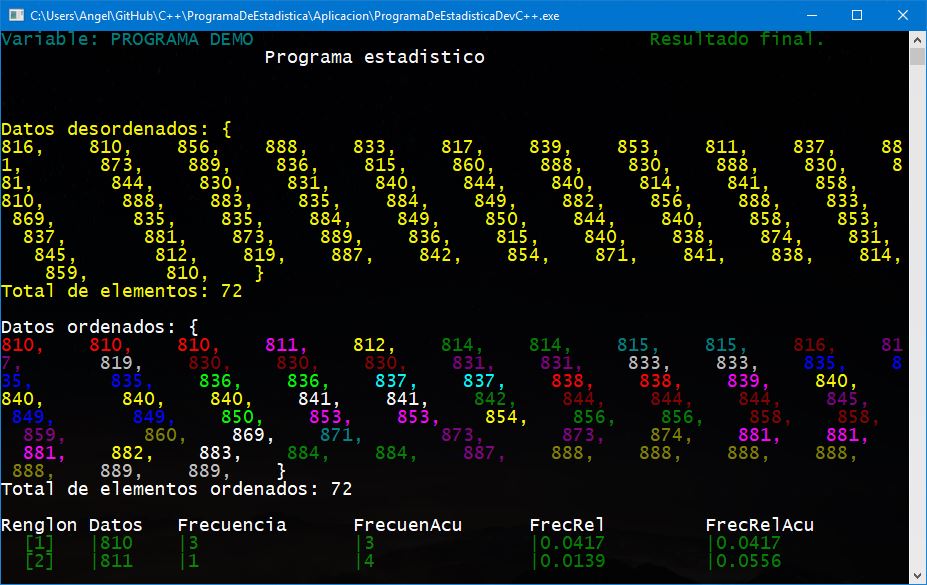 C:\Users\Angel\GitHub\C++\ProgramaDeEstadistica\Aplicacion\ProgramaDeEstadisticaDevC++.exe
Variable: PROGRAMA DEMO Resultado final.
Programa estadistico
Datos desordenados: {
816, 810, 856, 888, 833, 817, 839, 853, 811, 837, 88
1, 873, 889, 836, 815, 860, 888, 830, 888, 830, 8
81, 844, 830, 831, 840, 844, 840, 814, 841, 858,
810, 888, 883, 835, 884, 849, 882, 856, 888, 833,
869, 835, 835, 884, 849, 850, 844, 840, 858, 853,
837, 881, 873, 889, 836, 815, 840, 838, 874, 831,
845, 812, 819, 887, 842, 854, 871, 841, 838, 814,
859, 810, }
Total de elementos: 72
Datos ordenados: {
810, 810, 810, 811, 812, 814, 814, 815, 815, 816, 81
7, 819, 830, 830, 830, 831, 831, 833, 833, 835, 8
35, 835, 836, 836, 837, 837, 838, 838, 839, 840,
840, 840, 840, 841, 841, 842, 844, 844, 844, 845,
849, 849, 850, 853, 853, 854, 856, 856, 858, 858,
859, 860, 869, 871, 873, 873, 874, 881, 881,
881, 882, 883, 884, 884, 887, 888, 888, 888, 888,
888, 889, 889, }
Total de elementos ordenados: 72
Renglon Datos Frecuencia FrecuenAcu FrecRel FrecRelAcu
[1] |810 |3 |3 |0.0417 |0.0417
[2] |811 |1 |4 |0.0139 |0.0556